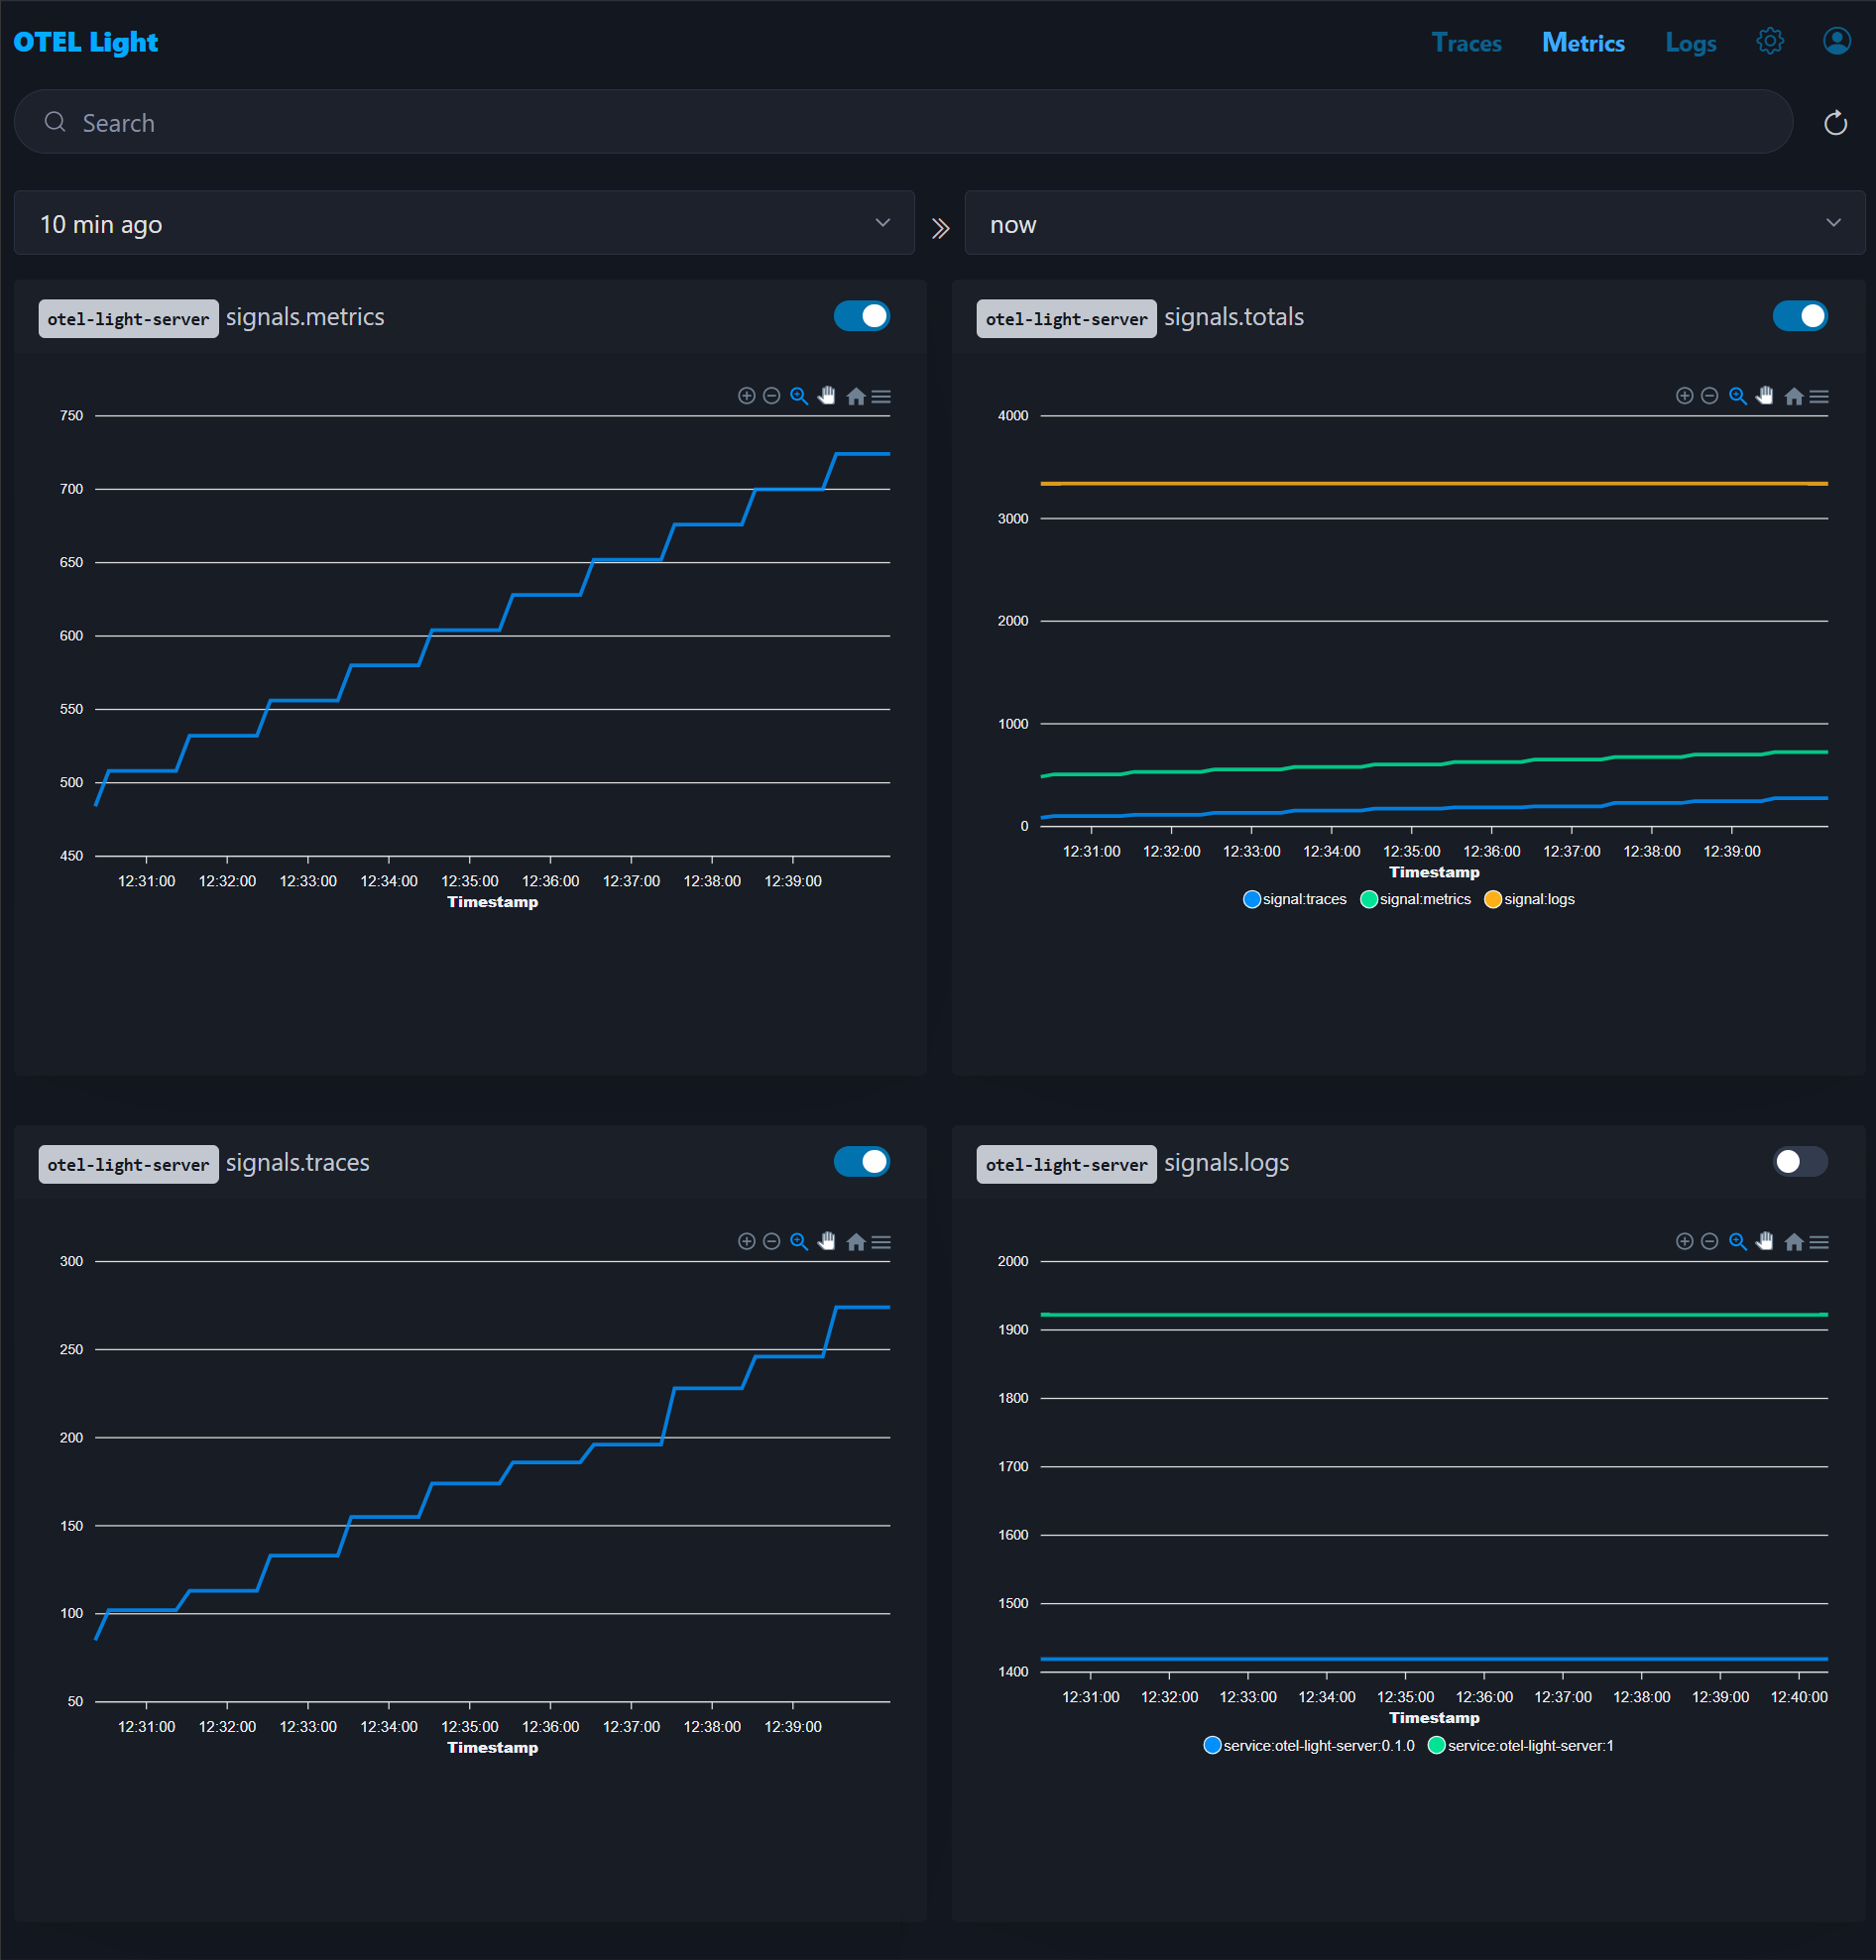 OTEL Light Traces Metrics Logs
Search
10 min ago now
otel-light-server signals.metrics
750
700
650
600
550
500
450
12:31:00 12:32:00 12:33:00 12:34:00 12:35:00 12:36:00 12:37:00 12:38:00 12:39:00
Timestamp
otel-light-server signals.totals
4000
3000
2000
1000
0
12:31:00 12:32:00 12:33:00 12:34:00 12:35:00 12:36:00 12:37:00 12:38:00 12:39:00
Timestamp
signal:traces signal:metrics signal:logs
otel-light-server signals.traces
300
250
200
150
100
50
12:31:00 12:32:00 12:33:00 12:34:00 12:35:00 12:36:00 12:37:00 12:38:00 12:39:00
Timestamp
otel-light-server signals.logs
2000
1900
1800
1700
1600
1500
1400
12:31:00 12:32:00 12:33:00 12:34:00 12:35:00 12:36:00 12:37:00 12:38:00 12:39:00 12:40:00
Timestamp
service:otel-light-server:0.1.0 service:otel-light-server:1